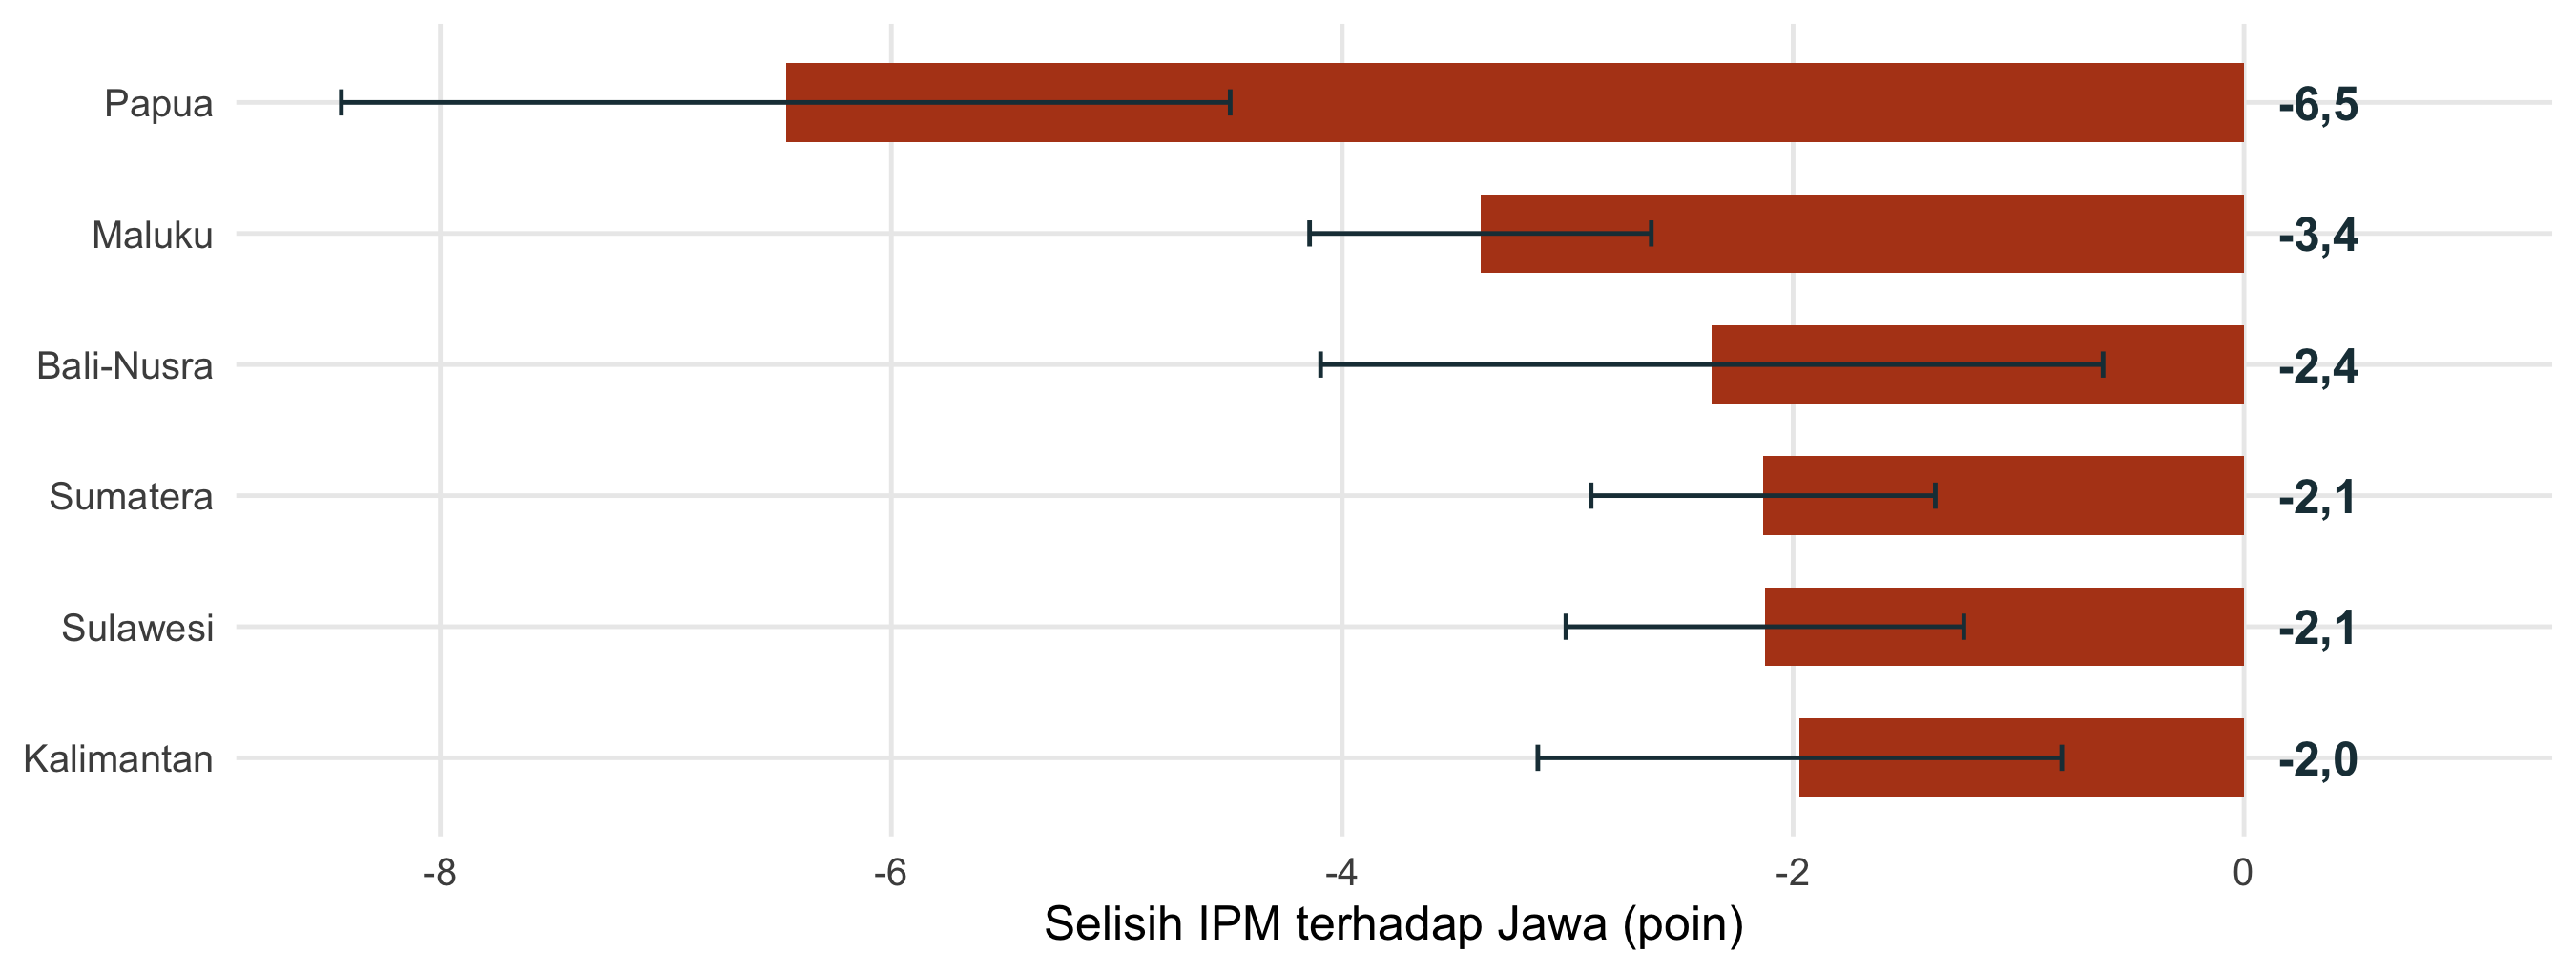 Papua -6,5
Maluku -3,4
Bali-Nusra -2,4
Sumatera -2,1
Sulawesi -2,1
Kalimantan -2,0
-8 -6 -4 -2 0
Selisih IPM terhadap Jawa (poin)